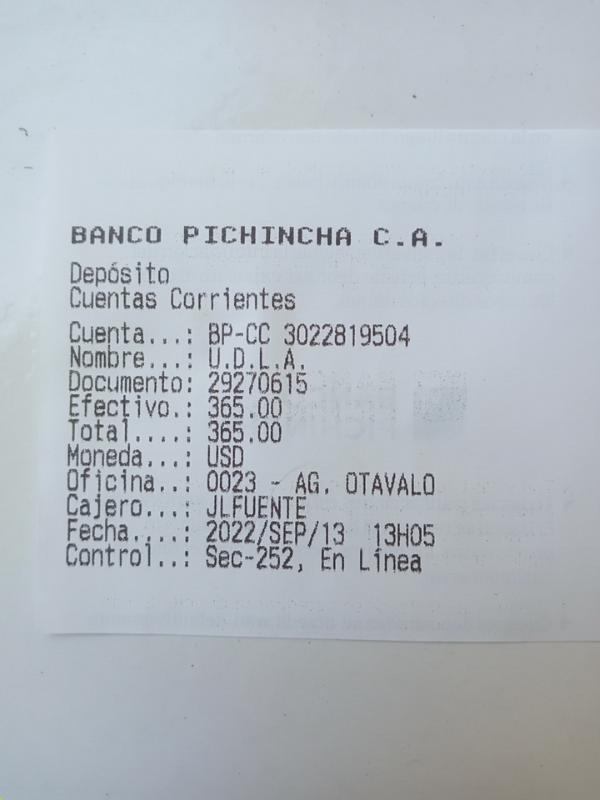 BANCO PICHINCHA C.A.
Depósito
Cuentas Corrientes
Cuenta...: BP-CC 3022819504
Nombre...: U.D.L.A.
Documento: 29270615
Efectivo.: 365.00
Total....: 365.00
Moneda...: USD
Oficina..: 0023 - AG. OTAVALO
Cajero...: JLFUENTE
Fecha....: 2022/SEP/13 13H05
Control..: Sec-252, En Línea